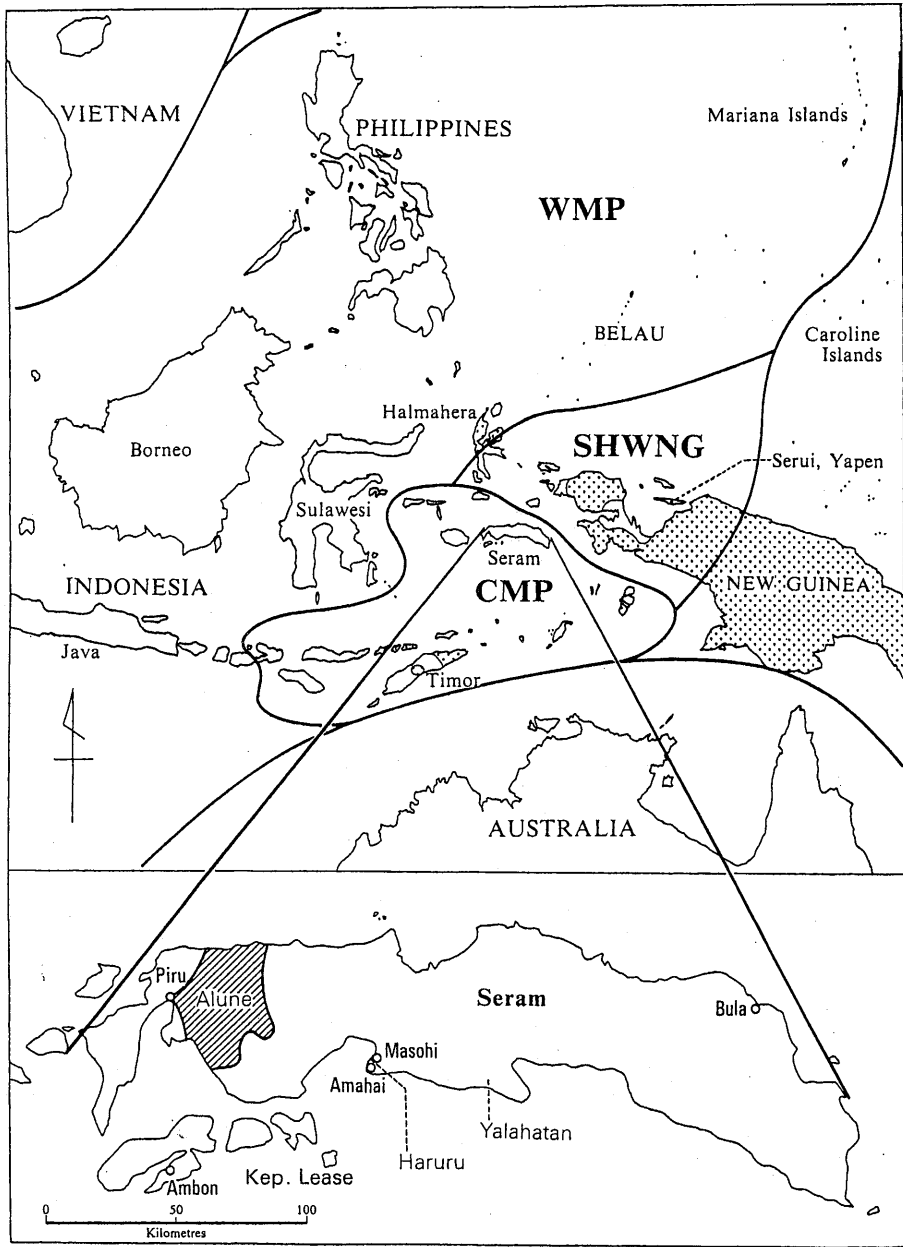 VIETNAM
PHILIPPINES
Mariana Islands
WMP
BELAU
Caroline
Islands
Halmahera
SHWNG
Borneo
Serui, Yapen
Sulawesi
Seram
INDONESIA
CMP
NEW GUINEA
Java
Timor
AUSTRALIA
Piru
Alune
Seram
Bula
Masohi
Amahai
Yalahatan
Haruru
Kep. Lease
Ambon
0 50 100
Kilometres